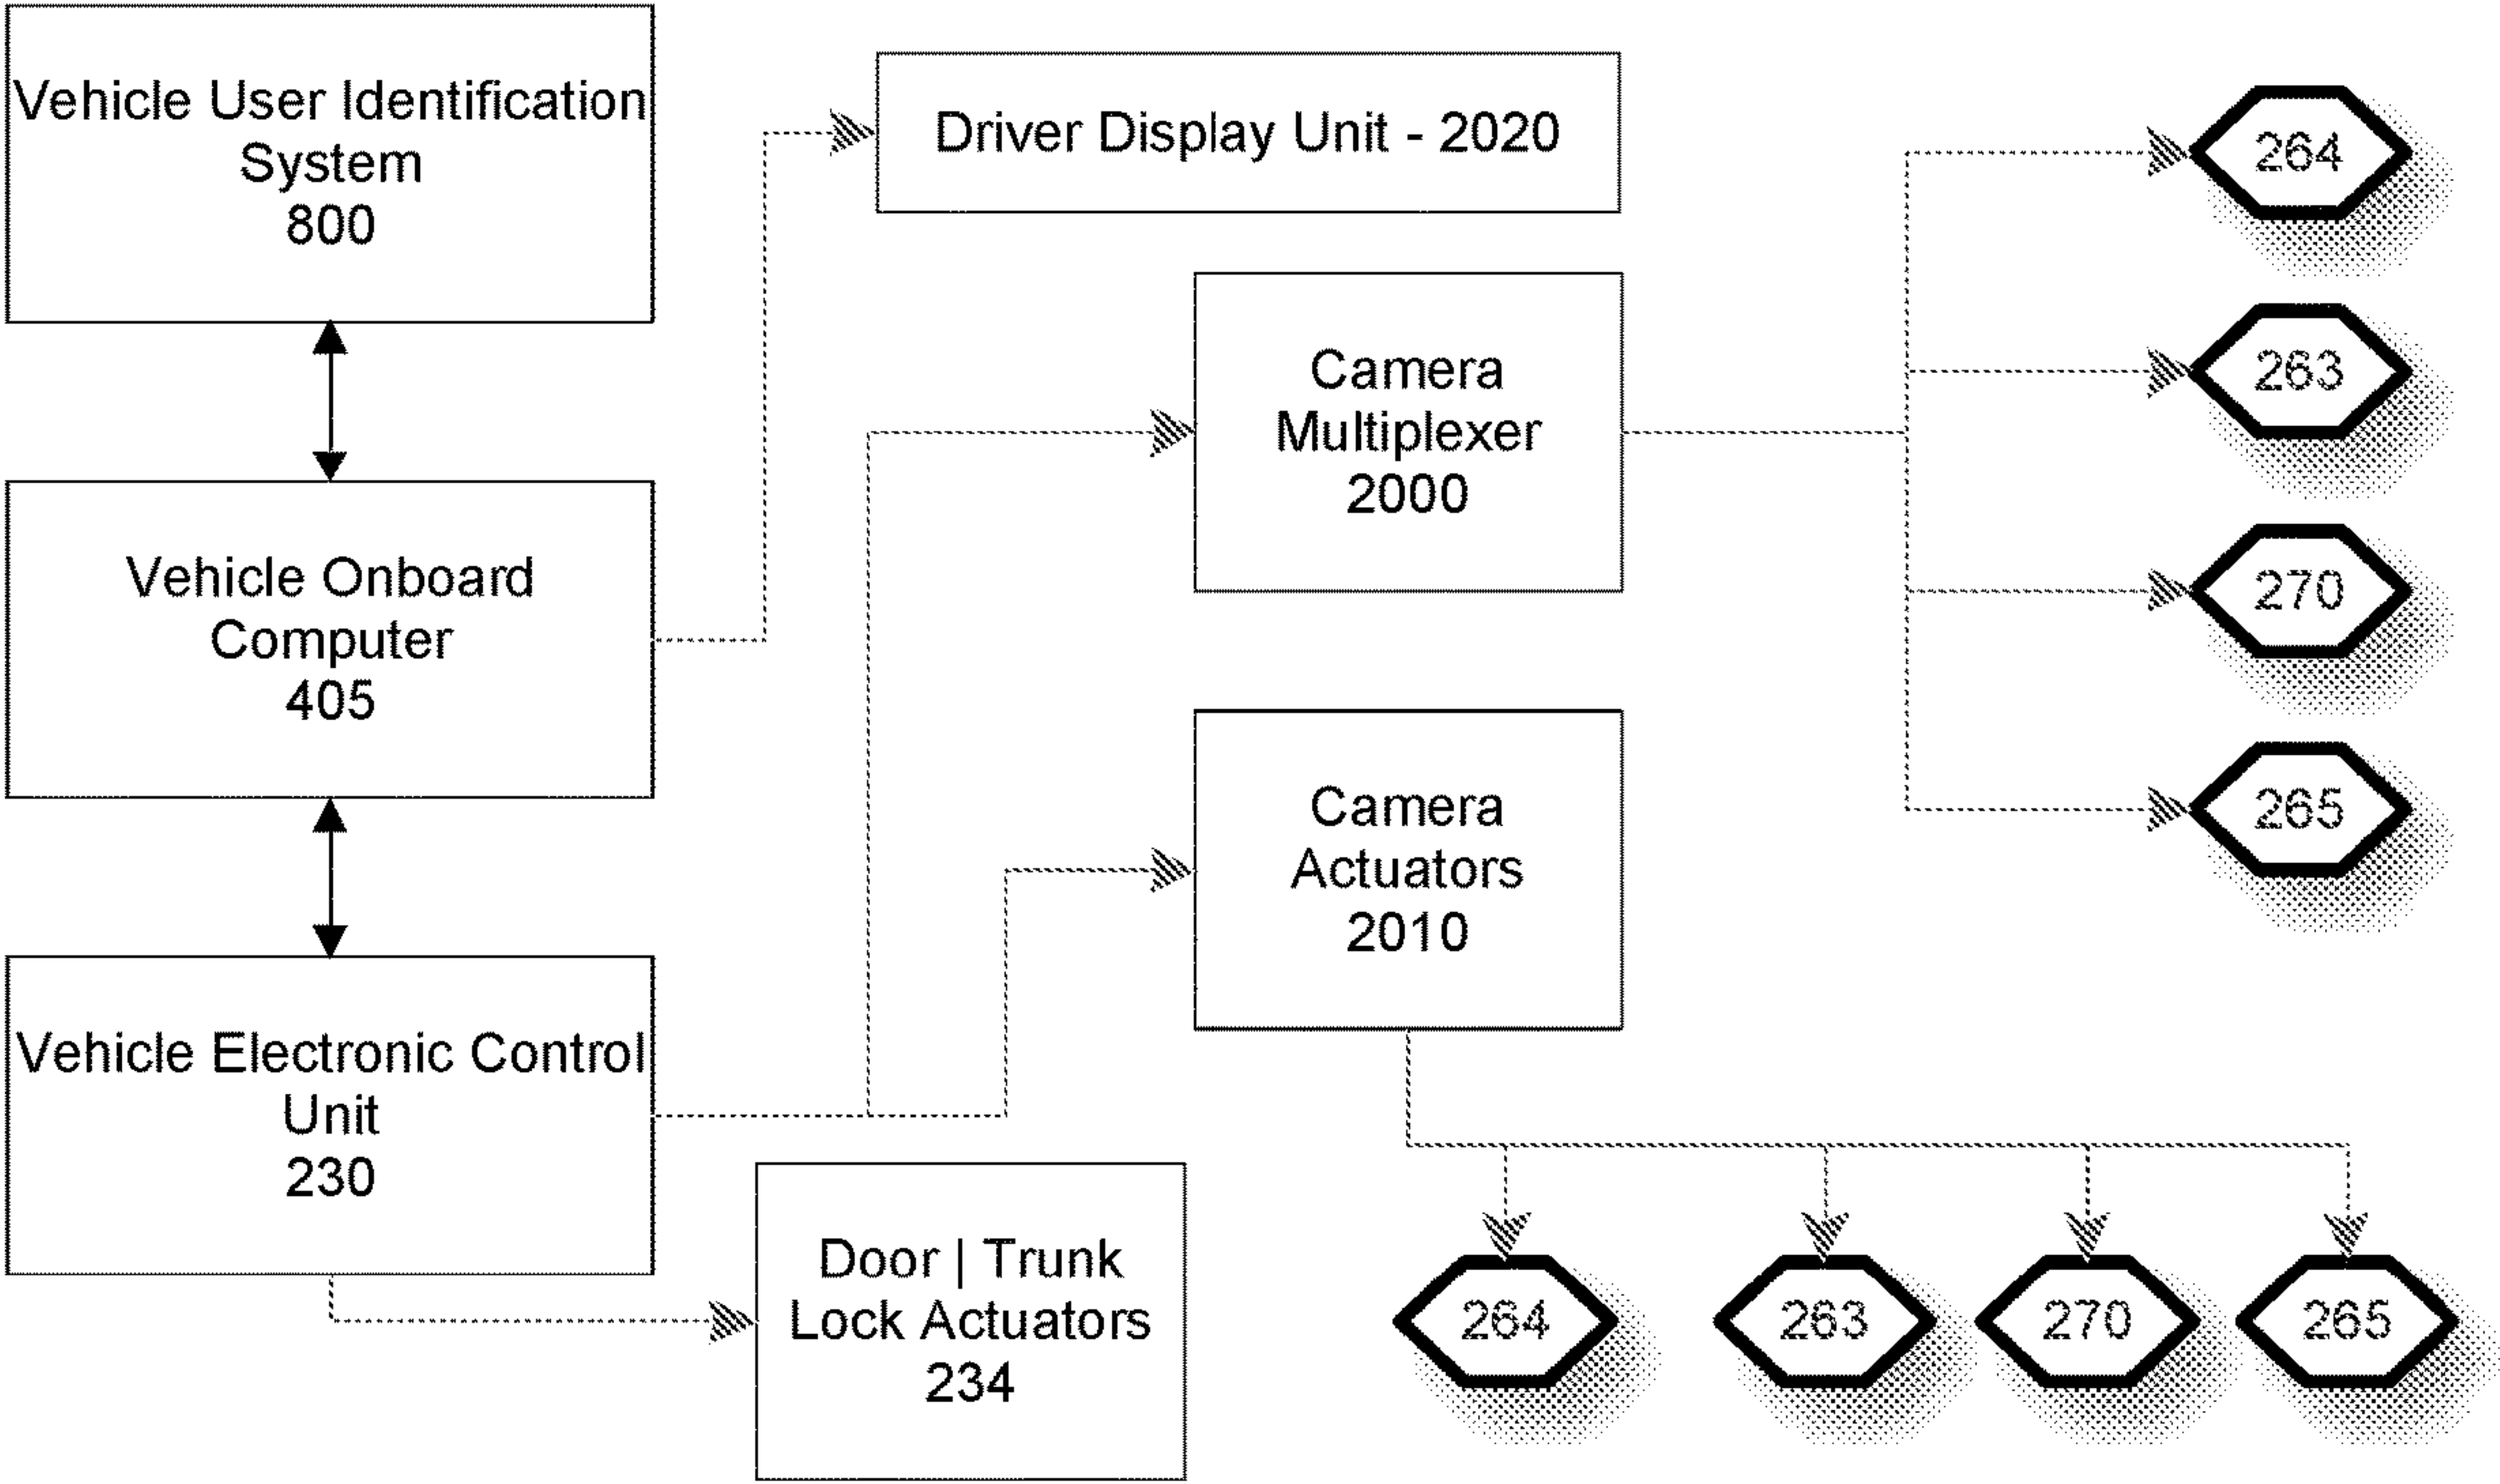 Vehicle User Identification
System
800
Driver Display Unit - 2020
264
Camera
Multiplexer
2000
263
Vehicle Onboard
Computer
405
270
Camera
Actuators
2010
265
Vehicle Electronic Control
Unit
230
Door | Trunk
Lock Actuators
234
264
263
270
265